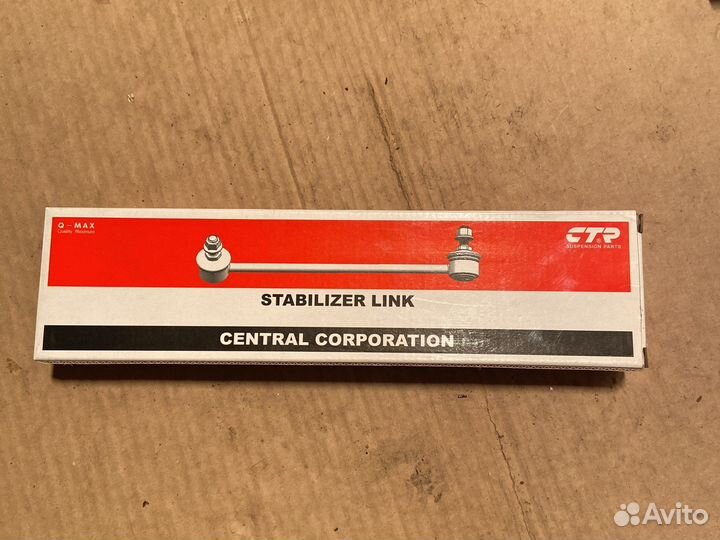 Q-MAX
Quality Maximum
CTR
®
SUSPENSION PARTS
STABILIZER LINK
CENTRAL CORPORATION
Avito